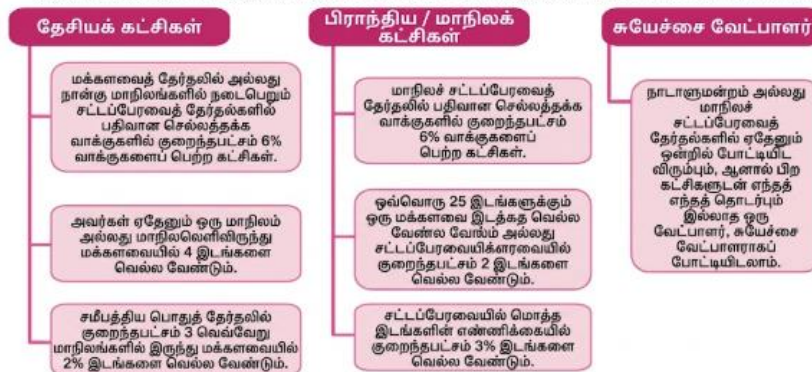 தேசியக் கட்சிகள்
மக்களவைத் தேர்தலில் அல்லது
நான்கு மாநிலங்களில் நடைபெறும்
சட்டப்பேரவைத் தேர்தல்களில்
பதிவான செல்லத்தக்க
வாக்குகளில் குறைந்தபட்சம் 6%
வாக்குகளைப் பெற்ற கட்சிகள்.
அவர்கள் ஏதேனும் ஒரு மாநிலம்
அல்லது மாநிலலெளிவிருந்து
மக்களவையில் 4 இடங்களை
வெல்ல வேண்டும்.
சமீபத்திய பொதுத் தேர்தலில்
குறைந்தபட்சம் 3 வெவ்வேறு
மாநிலங்களில் இருந்து மக்களவையில்
2% இடங்களை வெல்ல வேண்டும்.
பிராந்திய / மாநிலக்
கட்சிகள்
மாநிலச் சட்டப்பேரவைத்
தேர்தலில் பதிவான செல்லத்தக்க
வாக்குகளில் குறைந்தபட்சம்
6% வாக்குகளைப்
பெற்ற கட்சிகள்.
ஒவ்வொரு 25 இடங்களுக்கும்
ஒரு மக்களவை இடத்கத வெல்ல
வேண்ல வோல்ம் அல்லது
சட்டப்பேரவையிக்ளரவையில்
குறைந்தபட்சம் 2 இடங்களை
வெல்ல வேண்டும்.
சட்டப்பேரவையில் மொத்த
இடங்களின் எண்ணிக்கையில்
குறைந்தபட்சம் 3% இடங்களை
வெல்ல வேண்டும்.
சுயேச்சை வேட்பாளர்
நாடாளுமன்றம் அல்லது
மாநிலச்
சட்டப்பேரவைத்
தேர்தல்களில் ஏதேனும்
ஒன்றில் போட்டியிட
விரும்பும், ஆனால் பிற
கட்சிகளுடன் எந்தத்
எந்தத் தொடர்பும்
இல்லாத ஒரு
வேட்பாளர், சுயேச்சை
வேட்பாளராகப்
போட்டியிடலாம்.